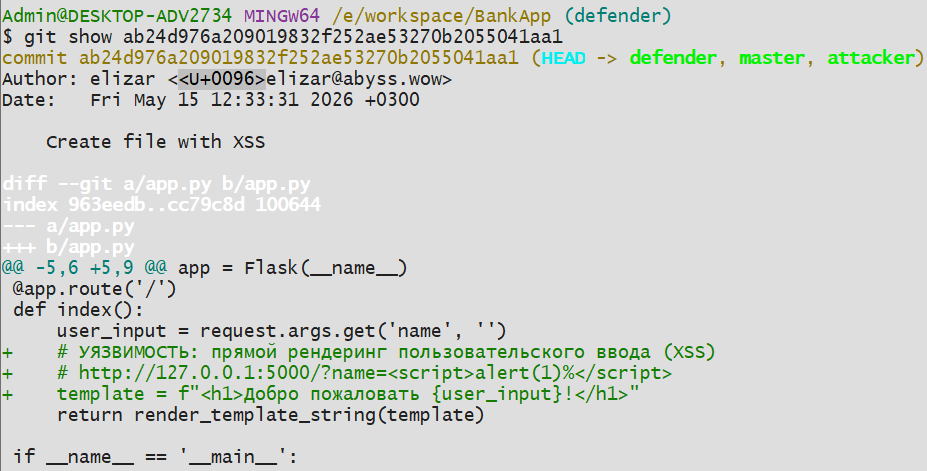 Admin@DESKTOP-ADV2734 MINGW64 /e/workspace/BankApp (defender)
$ git show ab24d976a209019832f252ae53270b2055041aa1
commit ab24d976a209019832f252ae53270b2055041aa1 (HEAD -> defender, master, attacker)
Author: elizar <<U+0096>elizar@abyss.wow>
Date:   Fri May 15 12:33:31 2026 +0300

    Create file with XSS

diff --git a/app.py b/app.py
index 963eedb..cc79c8d 100644
--- a/app.py
+++ b/app.py
@@ -5,6 +5,9 @@ app = Flask(__name__)
 @app.route('/')
 def index():
     user_input = request.args.get('name', '')
+    # УЯЗВИМОСТЬ: прямой рендеринг пользовательского ввода (XSS)
+    # http://127.0.0.1:5000/?name=<script>alert(1)%</script>
+    template = f"<h1>Добро пожаловать {user_input}!</h1>"
     return render_template_string(template)

 if __name__ == '__main__':